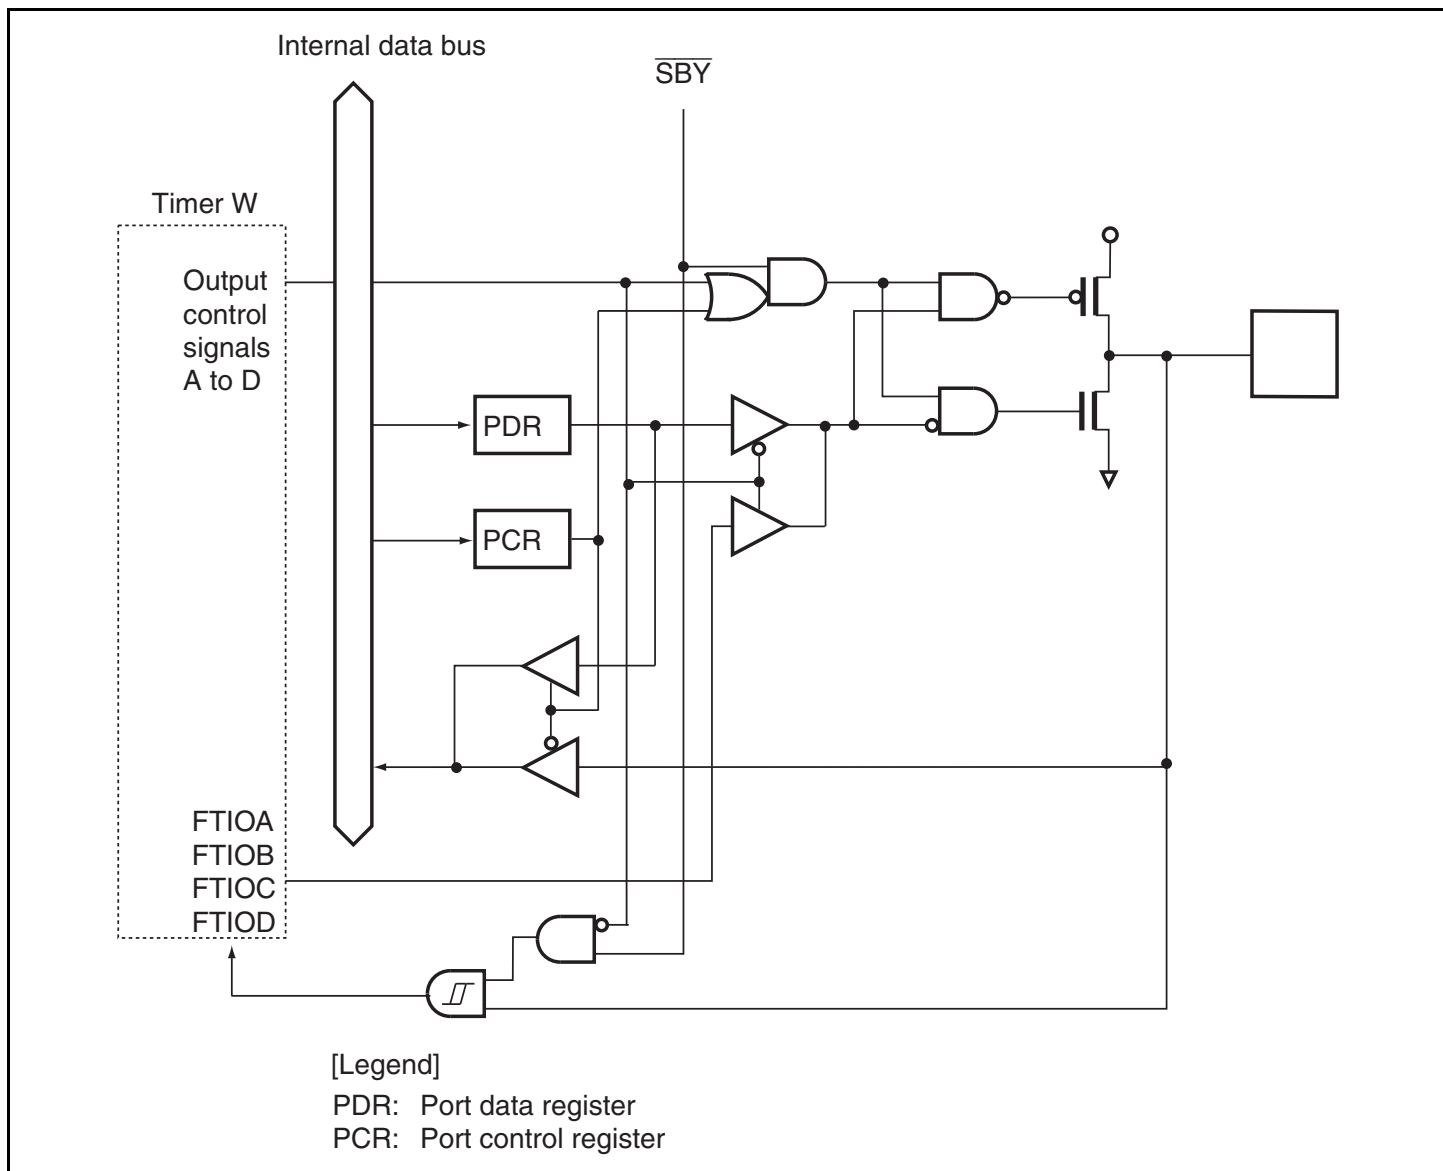 Internal data bus
SBY
Timer W
Output
control
signals
A to D
PDR
PCR
FTIOA
FTIOB
FTIOC
FTIOD
[Legend]
PDR: Port data register
PCR: Port control register